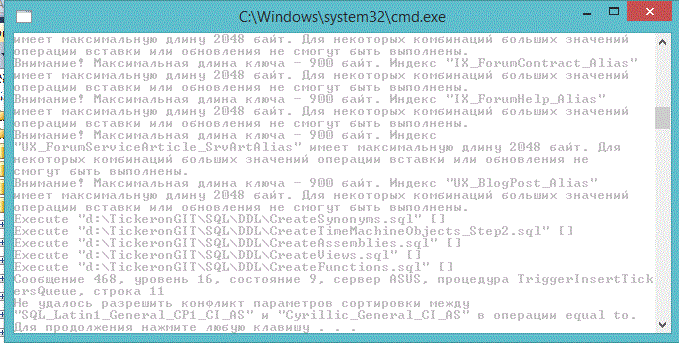 C:\Windows\system32\cmd.exe
имеет максимальную длину 2048 байт. Для некоторых комбинаций больших значений
операции вставки или обновления не смогут быть выполнены.
Внимание! Максимальная длина ключа - 900 байт. Индекс "IX_ForumContract_Alias"
имеет максимальную длину 2048 байт. Для некоторых комбинаций больших значений
операции вставки или обновления не смогут быть выполнены.
Внимание! Максимальная длина ключа - 900 байт. Индекс "IX_ForumHelp_Alias"
имеет максимальную длину 2048 байт. Для некоторых комбинаций больших значений
операции вставки или обновления не смогут быть выполнены.
Внимание! Максимальная длина ключа - 900 байт. Индекс
"UX_ForumServiceArticle_SrvArtAlias" имеет максимальную длину 2048 байт. Для
некоторых комбинаций больших значений операции вставки или обновления не
смогут быть выполнены.
Внимание! Максимальная длина ключа - 900 байт. Индекс "UX_BlogPost_Alias"
имеет максимальную длину 2048 байт. Для некоторых комбинаций больших значений
операции вставки или обновления не смогут быть выполнены.
Execute "d:\TickeronGIT\SQL\DDL\CreateSynonyms.sql" []
Execute "d:\TickeronGIT\SQL\DDL\CreateTimeMachineObjects_Step2.sql" []
Execute "d:\TickeronGIT\SQL\DDL\CreateAssemblies.sql" []
Execute "d:\TickeronGIT\SQL\DDL\CreateViews.sql" []
Execute "d:\TickeronGIT\SQL\DDL\CreateFunctions.sql" []
Сообщение 468, уровень 16, состояние 9, сервер ASUS, процедура TriggerInsertTick
ersQueue, строка 11
Не удалось разрешить конфликт параметров сортировки между
"SQL_Latin1_General_CP1_CI_AS" и "Cyrillic_General_CI_AS" в операции equal to.
Для продолжения нажмите любую клавишу . . .